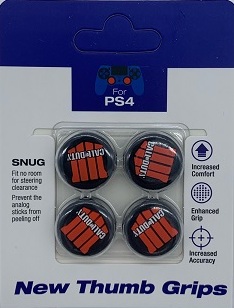 For
PS4
SNUG
Fit no room
for steering
clearance
Prevent the
analog
sticks from
peeling off
CALL OF DUTY
CALL OF DUTY
CALL OF DUTY
CALL OF DUTY
Increased
Comfort
Enhanced
Grip
Increased
Accuracy
New Thumb Grips